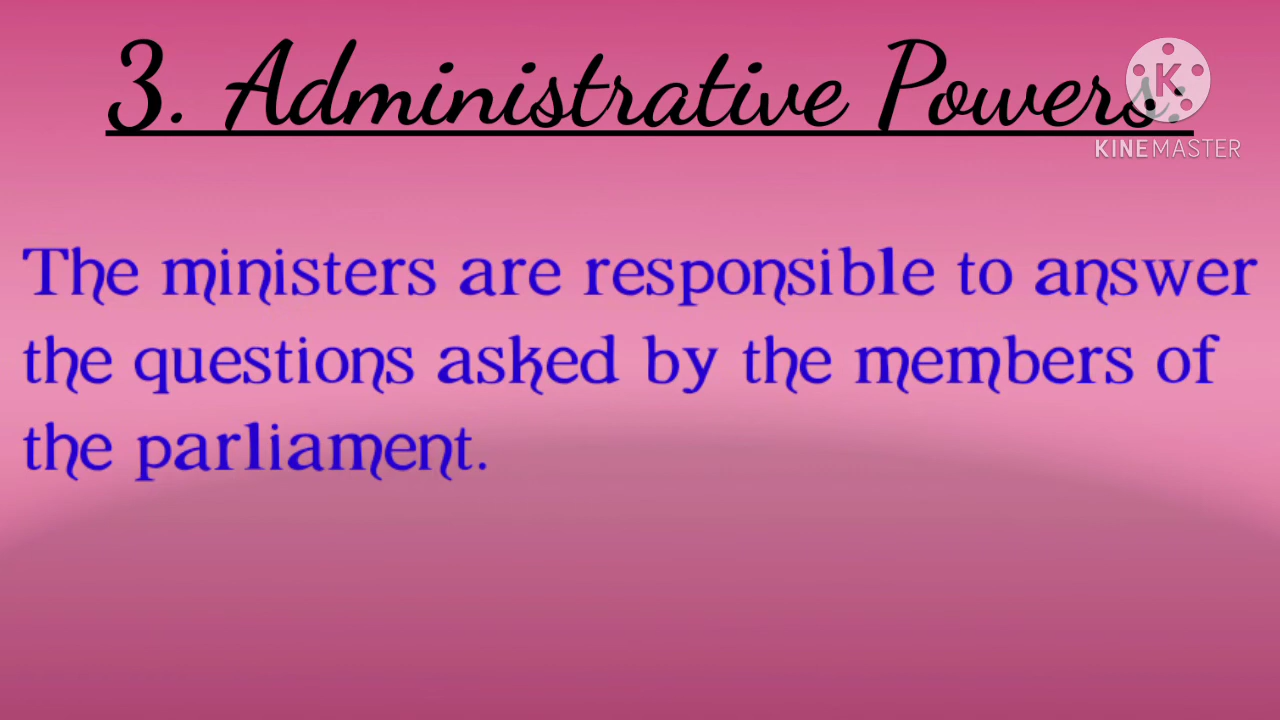 3. Administrative Powers:
KINEMASTER
The ministers are responsible to answer
the questions asked by the members of
the parliament.